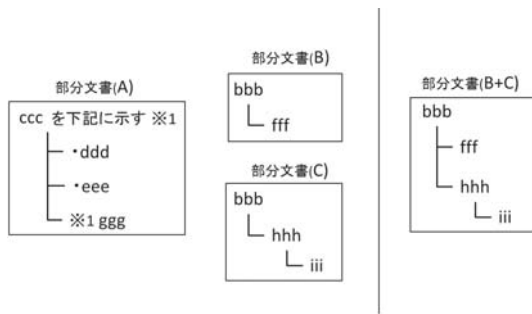 部分文書(A)
ccc を下記に示す ※1
・ddd
・eee
※1 ggg
部分文書(B)
bbb
fff
部分文書(C)
bbb
hhh
iii
部分文書(B+C)
bbb
fff
hhh
iii